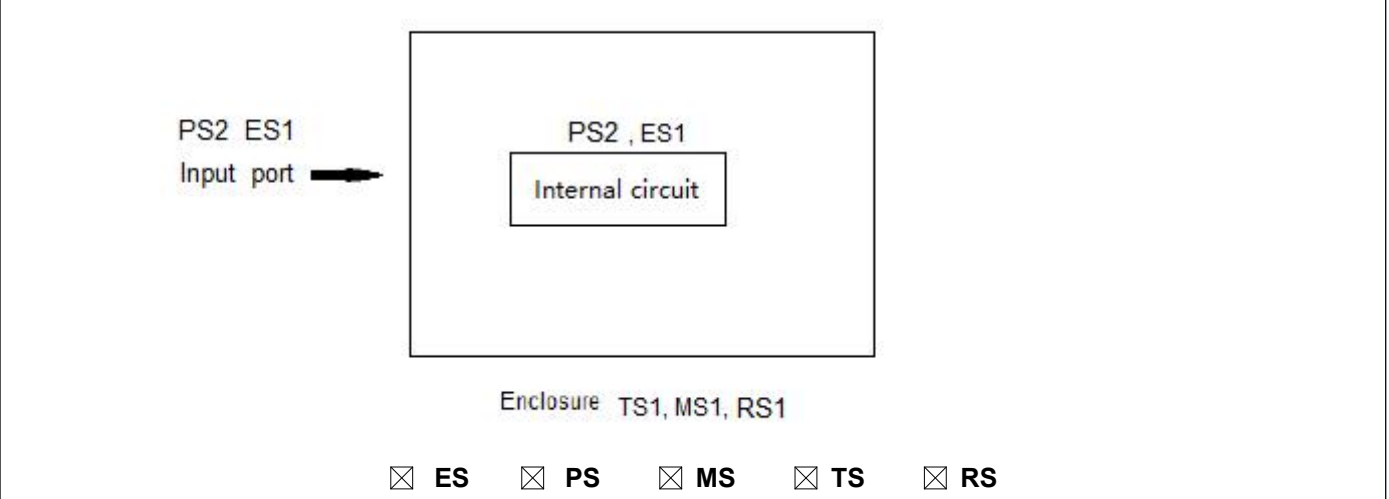 PS2 ES1
Input port
PS2 , ES1
Internal circuit
Enclosure TS1, MS1, RS1
☒ ES ☒ PS ☒ MS ☒ TS ☒ RS